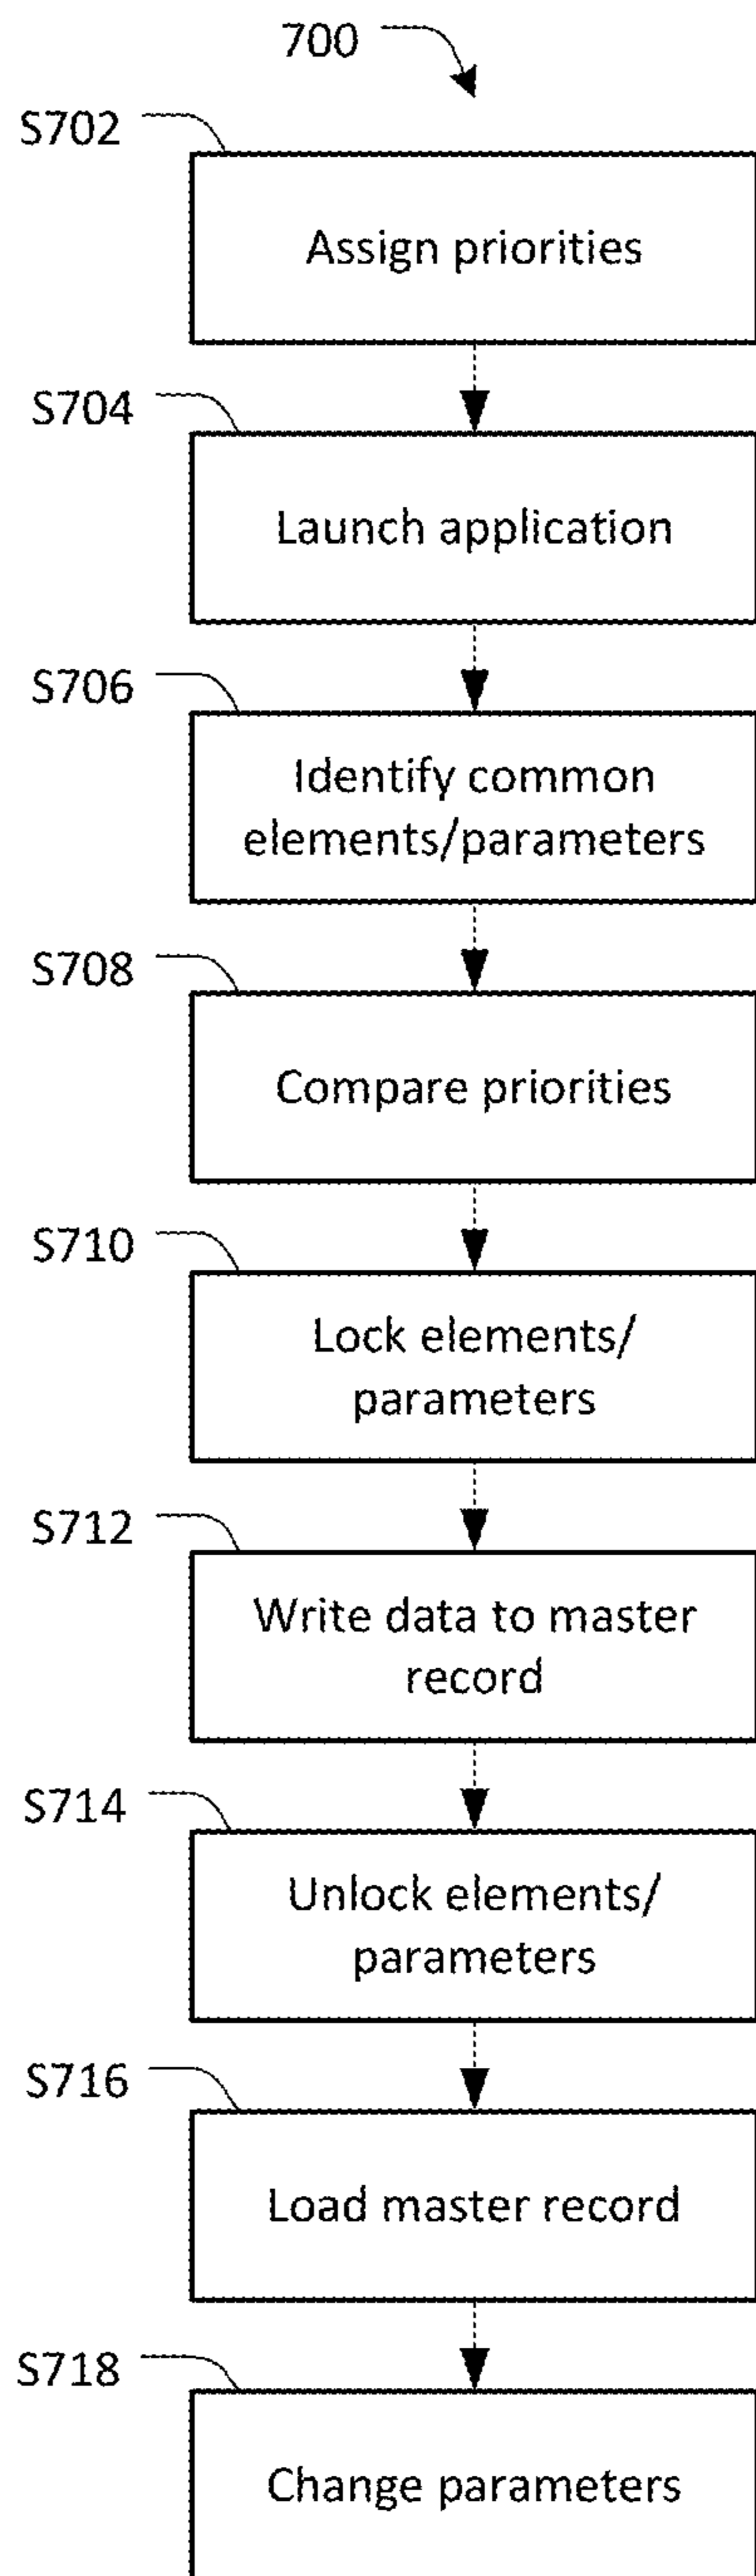 700
S702
Assign priorities
S704
Launch application
S706
Identify common
elements/parameters
S708
Compare priorities
S710
Lock elements/
parameters
S712
Write data to master
record
S714
Unlock elements/
parameters
S716
Load master record
S718
Change parameters